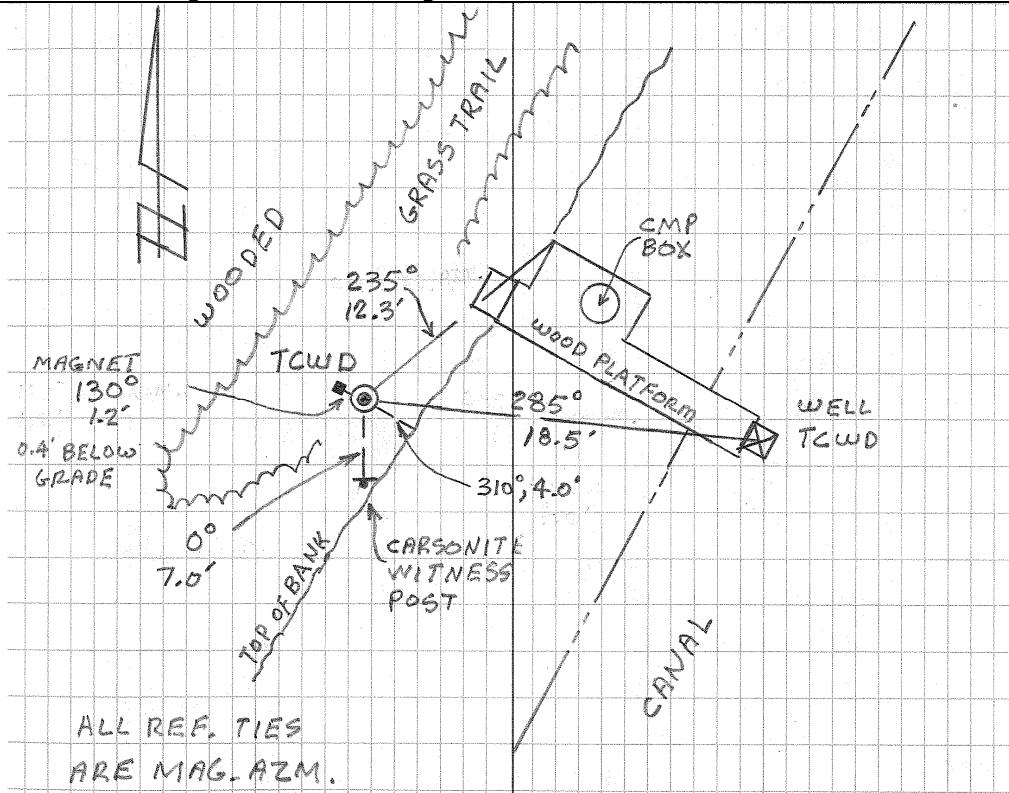 GRASS TRAIL
WOODED
CMP
BOX
235°
12.3'
WOOD PLATFORM
MAGNET
130°
1.2'
0.4' BELOW
GRADE
TCWD
285°
18.5'
WELL
TCWD
310°, 4.0'
0°
7.0'
CARSONITE
WITNESS
POST
TOP OF BANK
CANAL
ALL REF. TIES
ARE MAG. AZM.